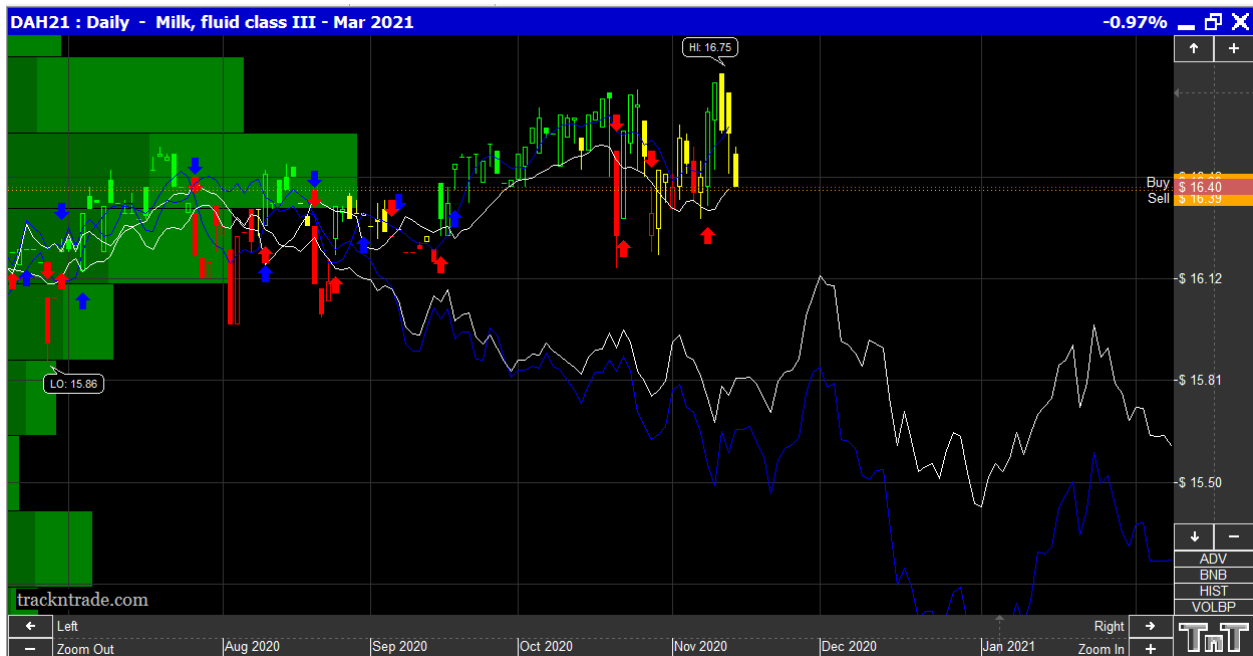 DAH21 : Daily - Milk, fluid class III - Mar 2021
-0.97%
HI: 16.75
Buy
$ 16.40
Sell
$ 16.39
$ 16.12
LO: 15.86
$ 15.81
$ 15.50
ADV
BNB
HIST
VOLBP
trackntrade.com
Left
Right
Zoom Out
Aug 2020
Sep 2020
Oct 2020
Nov 2020
Dec 2020
Jan 2021
Zoom In
TNT